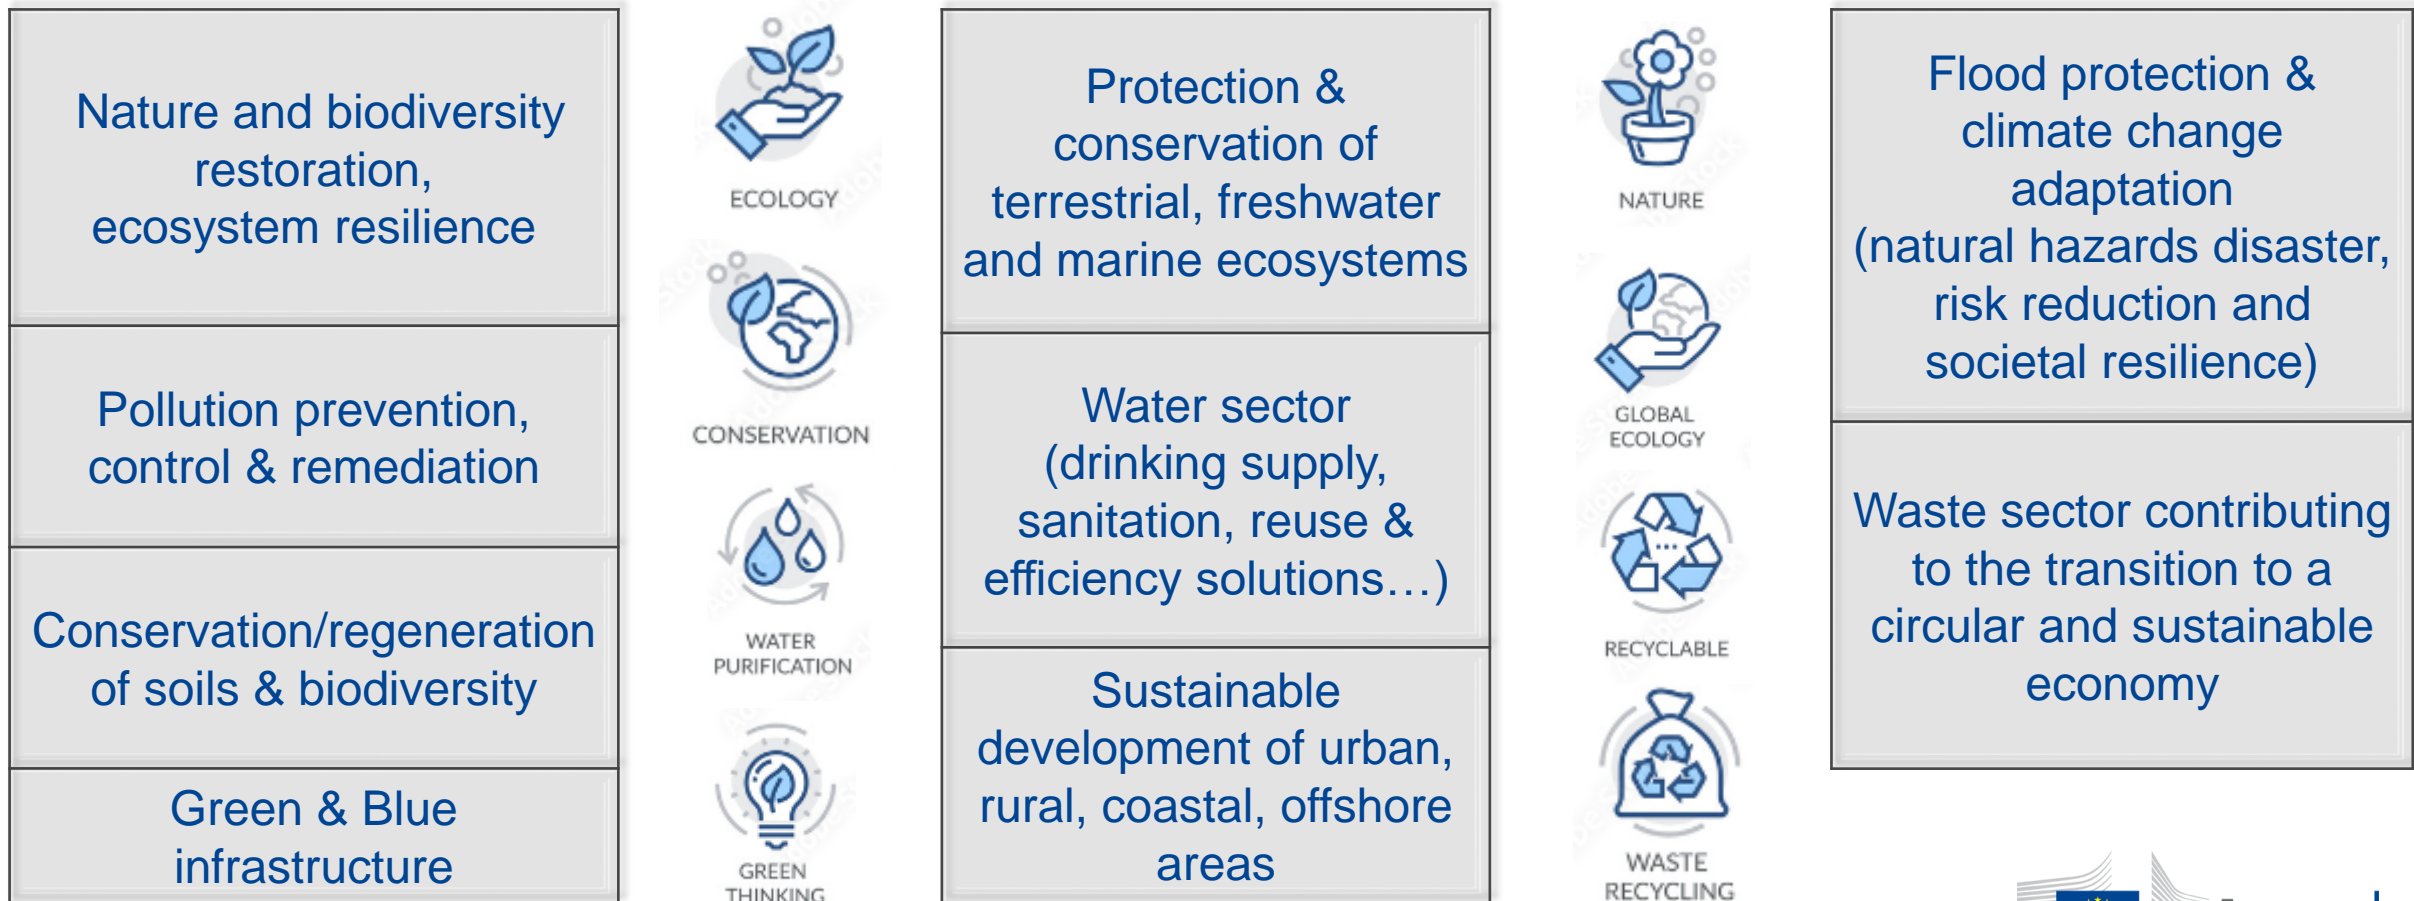 Nature and biodiversity
restoration,
ecosystem resilience
Pollution prevention,
control & remediation
Conservation/regeneration
of soils & biodiversity
Green & Blue
infrastructure
ECOLOGY
CONSERVATION
WATER
PURIFICATION
GREEN
THINKING
Protection &
conservation of
terrestrial, freshwater
and marine ecosystems
Water sector
(drinking supply,
sanitation, reuse &
efficiency solutions…)
Sustainable
development of urban,
rural, coastal, offshore
areas
NATURE
GLOBAL
ECOLOGY
RECYCLABLE
WASTE
RECYCLING
Flood protection &
climate change
adaptation
(natural hazards disaster,
risk reduction and
societal resilience)
Waste sector contributing
to the transition to a
circular and sustainable
economy